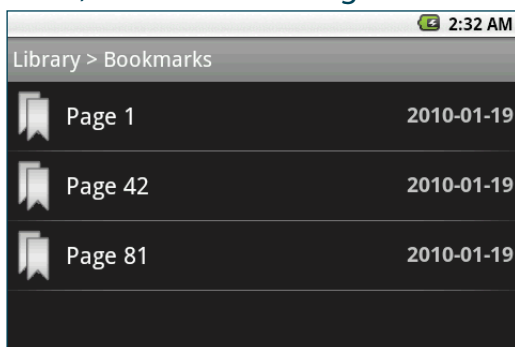 2:32 AM
Library > Bookmarks
Page 1 2010-01-19
Page 42 2010-01-19
Page 81 2010-01-19